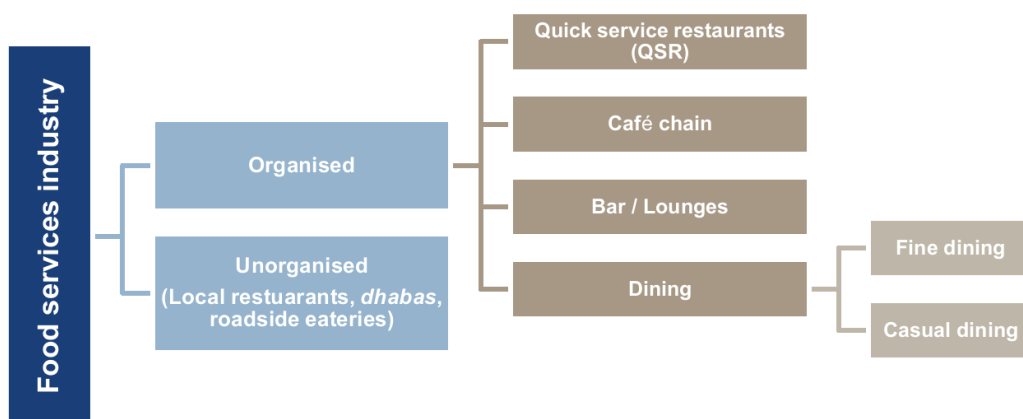 Food services industry
Organised
Unorganised
(Local restuarants, dhabas,
roadside eateries)
Quick service restaurants
(QSR)
Café chain
Bar / Lounges
Dining
Fine dining
Casual dining